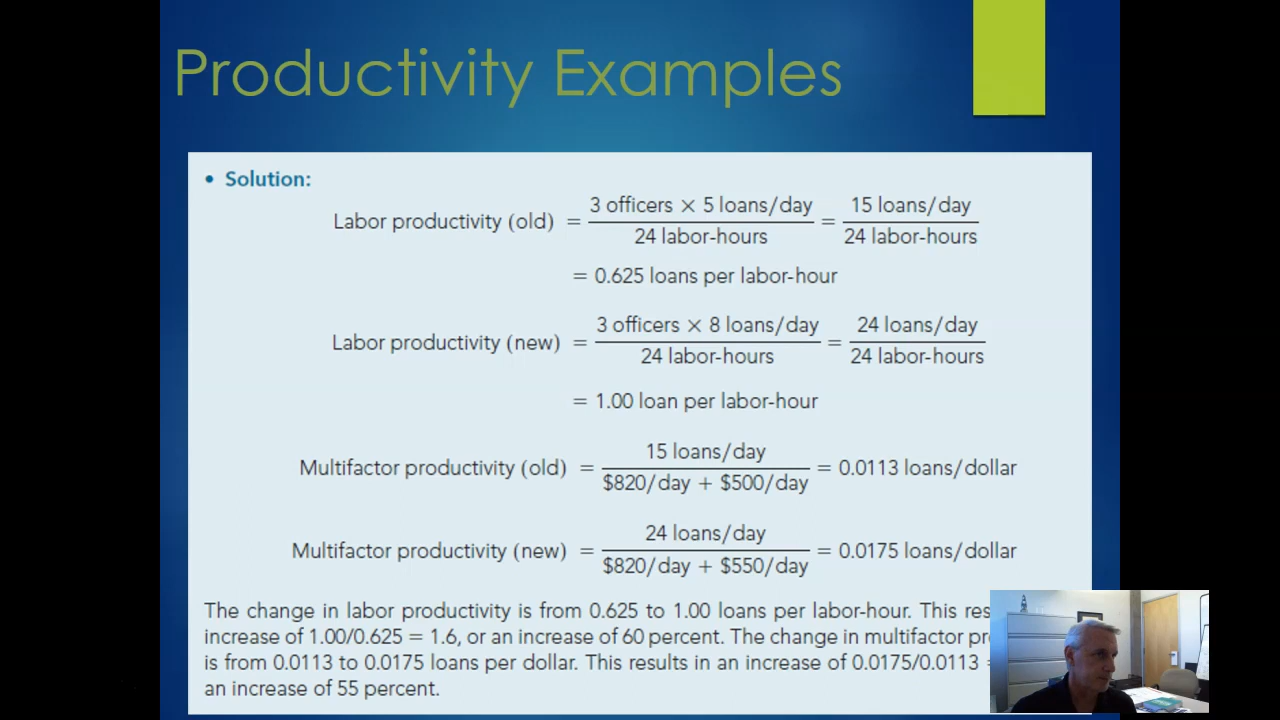 Productivity Examples
• Solution:
Labor productivity (old) = 3 officers × 5 loans/day / 24 labor-hours = 15 loans/day / 24 labor-hours
= 0.625 loans per labor-hour
Labor productivity (new) = 3 officers × 8 loans/day / 24 labor-hours = 24 loans/day / 24 labor-hours
= 1.00 loan per labor-hour
Multifactor productivity (old) = 15 loans/day / $820/day + $500/day = 0.0113 loans/dollar
Multifactor productivity (new) = 24 loans/day / $820/day + $550/day = 0.0175 loans/dollar
The change in labor productivity is from 0.625 to 1.00 loans per labor-hour. This
increase of 1.00/0.625 = 1.6, or an increase of 60 percent. The change in multifactor
is from 0.0113 to 0.0175 loans per dollar. This results in an increase of 0.0175/0.0113 =
an increase of 55 percent.